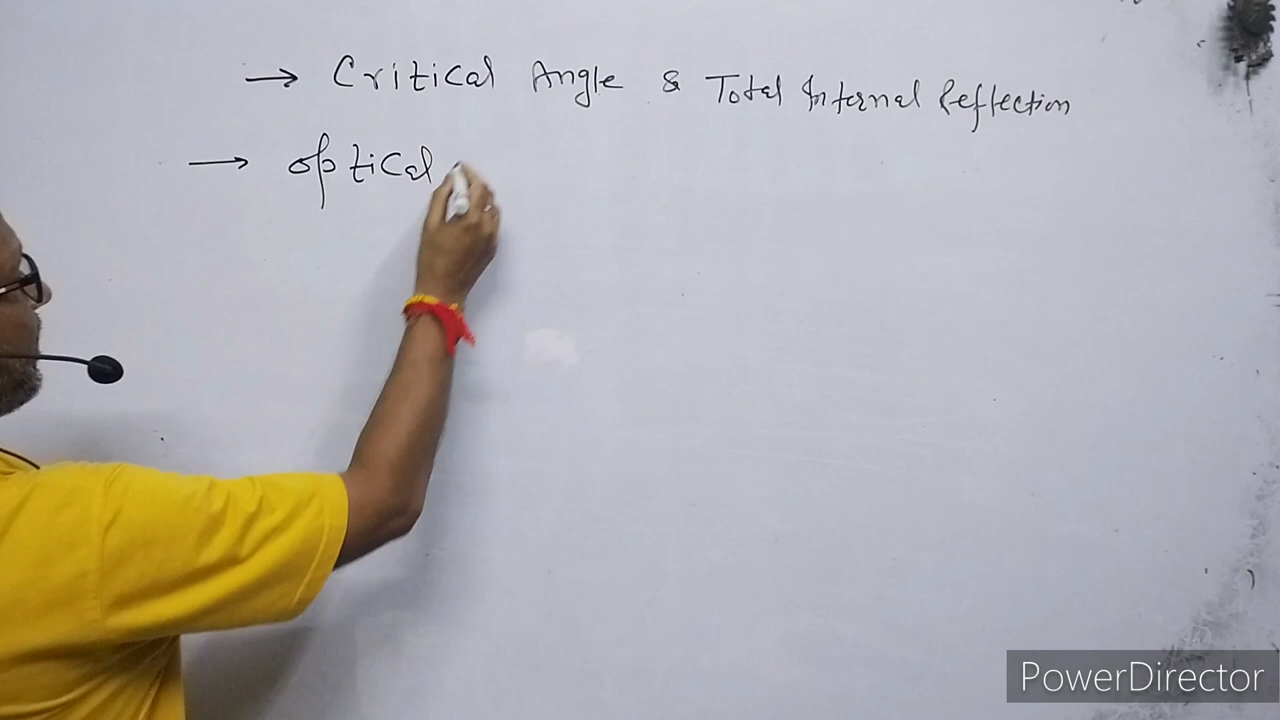 → Critical Angle & Total Internal Reflection
→ optical
PowerDirector